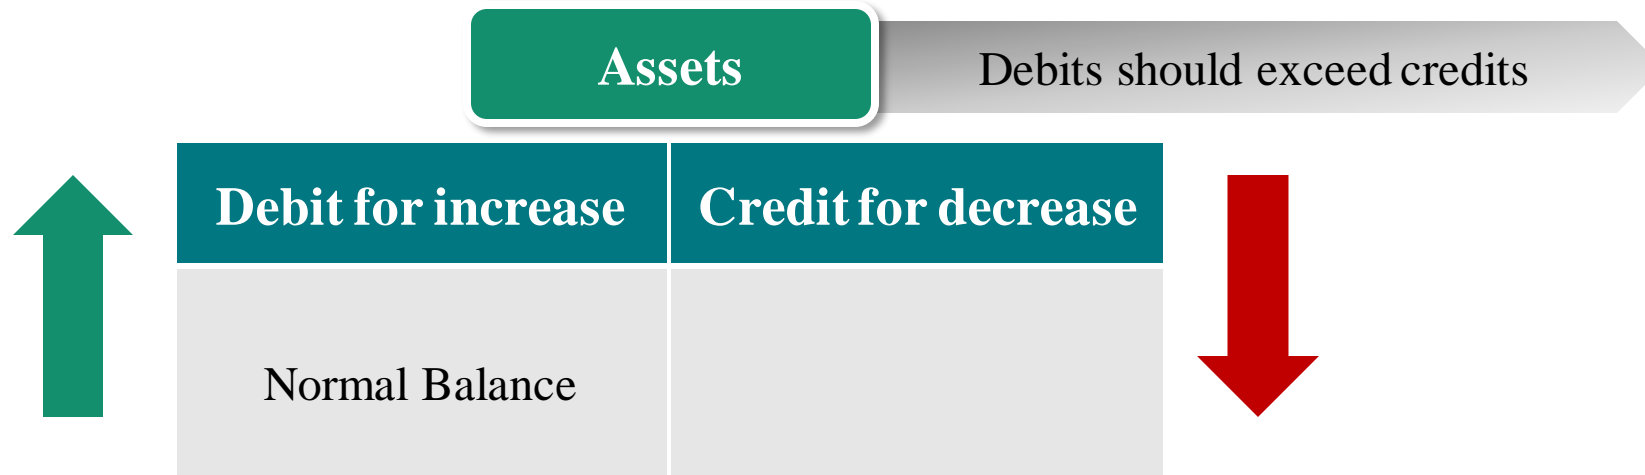 Assets
Debits should exceed credits
Debit for increase
Credit for decrease
Normal Balance